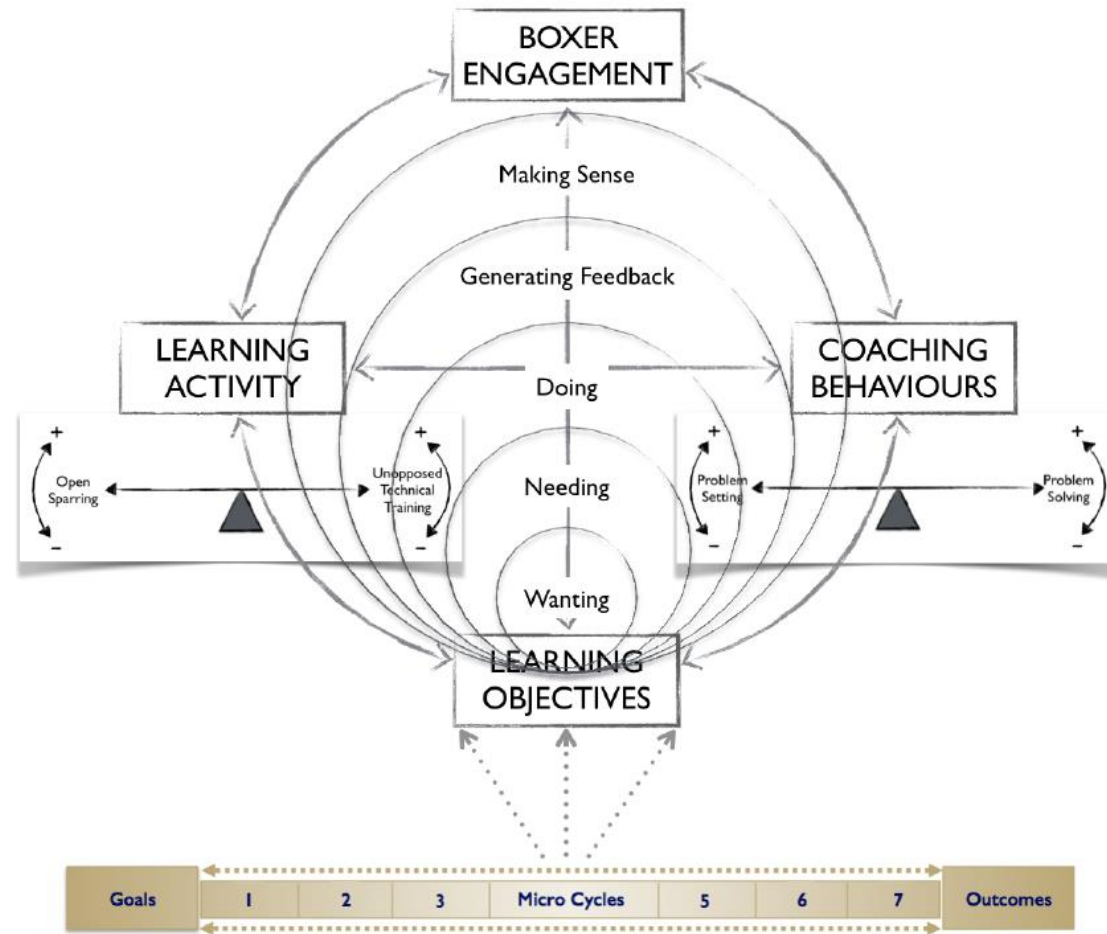 BOXER
ENGAGEMENT
Making Sense
Generating Feedback
LEARNING
ACTIVITY
COACHING
BEHAVIOURS
Doing
+
+
Open
Sparring
Unopposed
Technical
Training
-
-
+
+
Problem
Setting
Problem
Solving
-
-
Needing
Wanting
LEARNING
OBJECTIVES
Goals
1
2
3
Micro Cycles
5
6
7
Outcomes